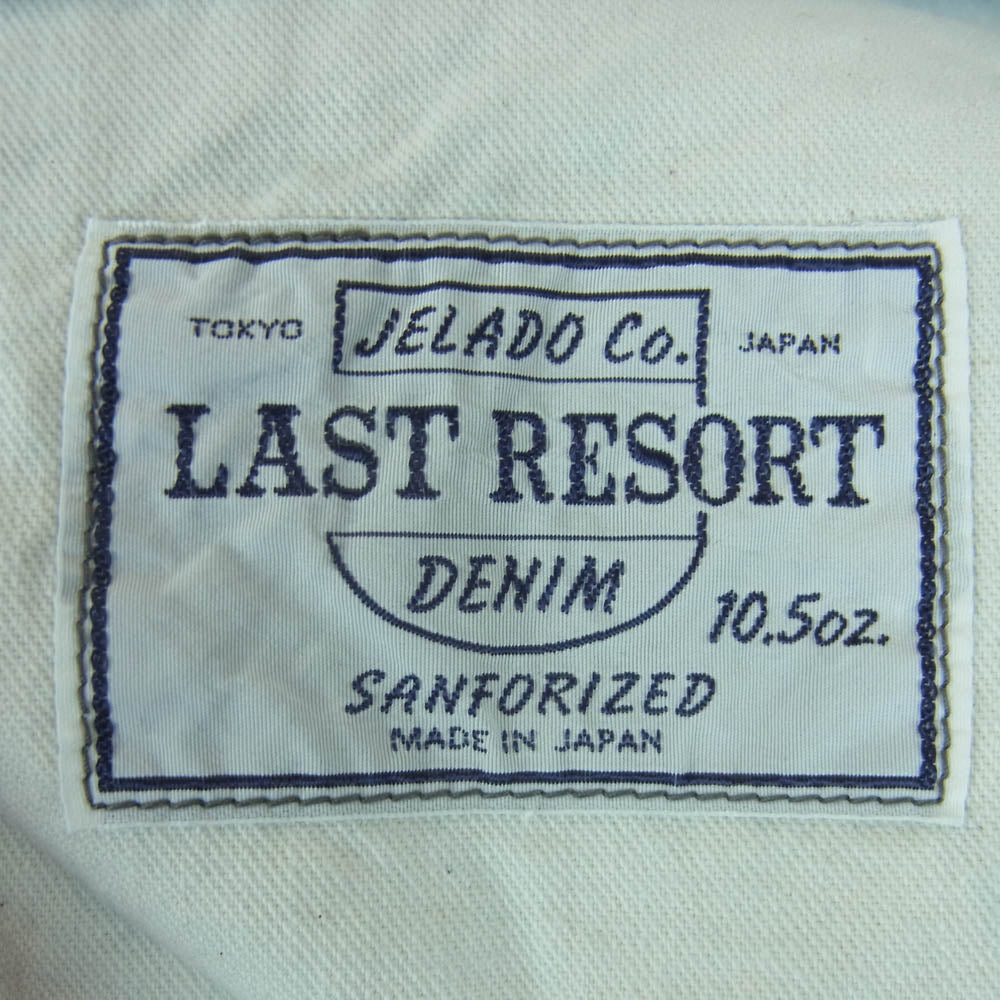 TOKYO JELADO Co. JAPAN
LAST RESORT
DENIM
10.5oz.
SANFORIZED
MADE IN JAPAN